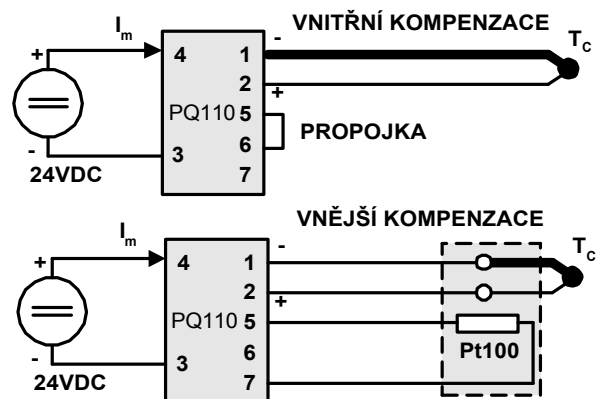 VNITŘNÍ KOMPENZACE
+ Im 4 1 - TC
2 +
PQ110 5
PROPOJKA
6
- 3 7
24VDC
VNĚJŠÍ KOMPENZACE
+ Im 4 1 - TC
2 +
PQ110 5
6 Pt100
- 3 7
24VDC